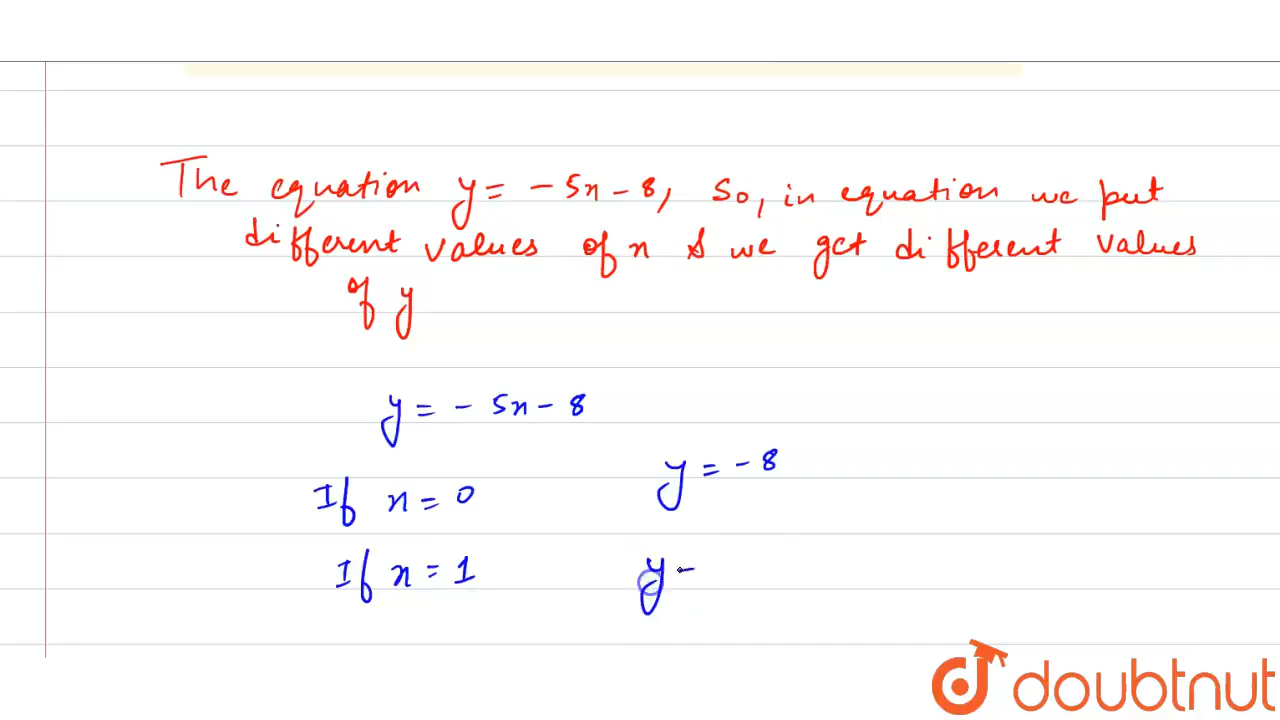 The equation y = - 5x - 8, So, in equation we put
different values of x & we get different values
of y
y = - 5x - 8
y = - 8
If x = 0
If x = 1
y -
doubtnut